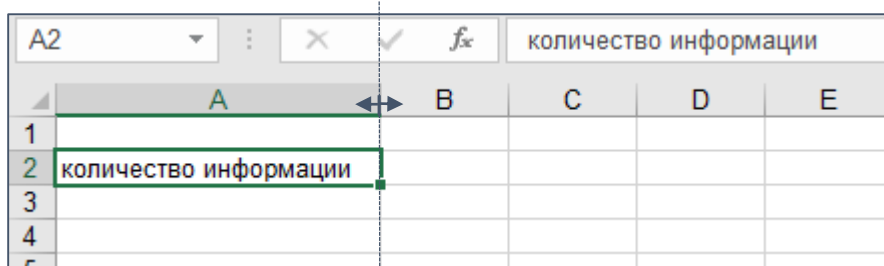 A2 fx количество информации
A B C D E
1
2 количество информации
3
4